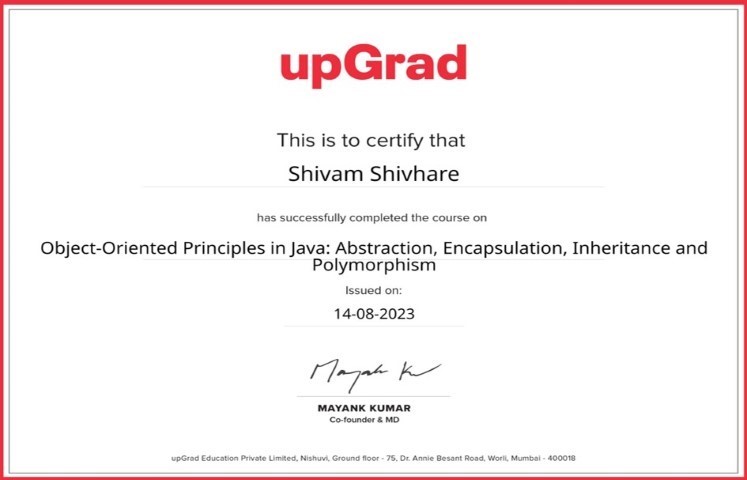 upGrad
This is to certify that
Shivam Shivhare
has successfully completed the course on
Object-Oriented Principles in Java: Abstraction, Encapsulation, Inheritance and
Polymorphism
Issued on:
14-08-2023
Mayank Ku
MAYANK KUMAR
Co-founder & MD
upGrad Education Private Limited, Nishuvi, Ground floor - 75, Dr. Annie Besant Road, Worli, Mumbai - 400018